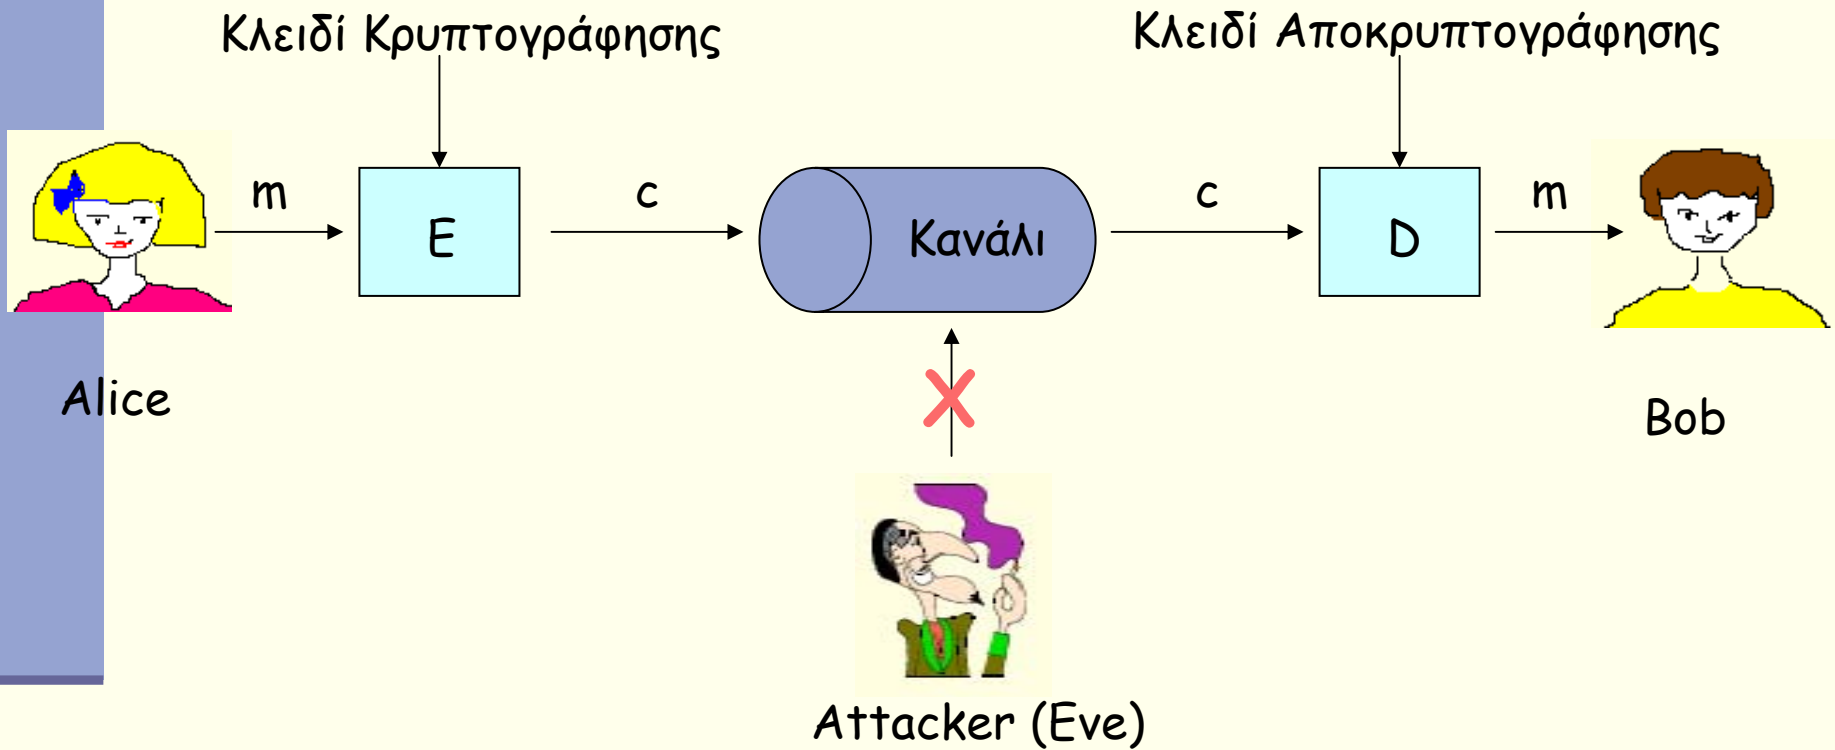 Κλειδί Κρυπτογράφησης
Κλειδί Αποκρυπτογράφησης
m
E
c
Κανάλι
c
D
m
Alice
Bob
Attacker (Eve)